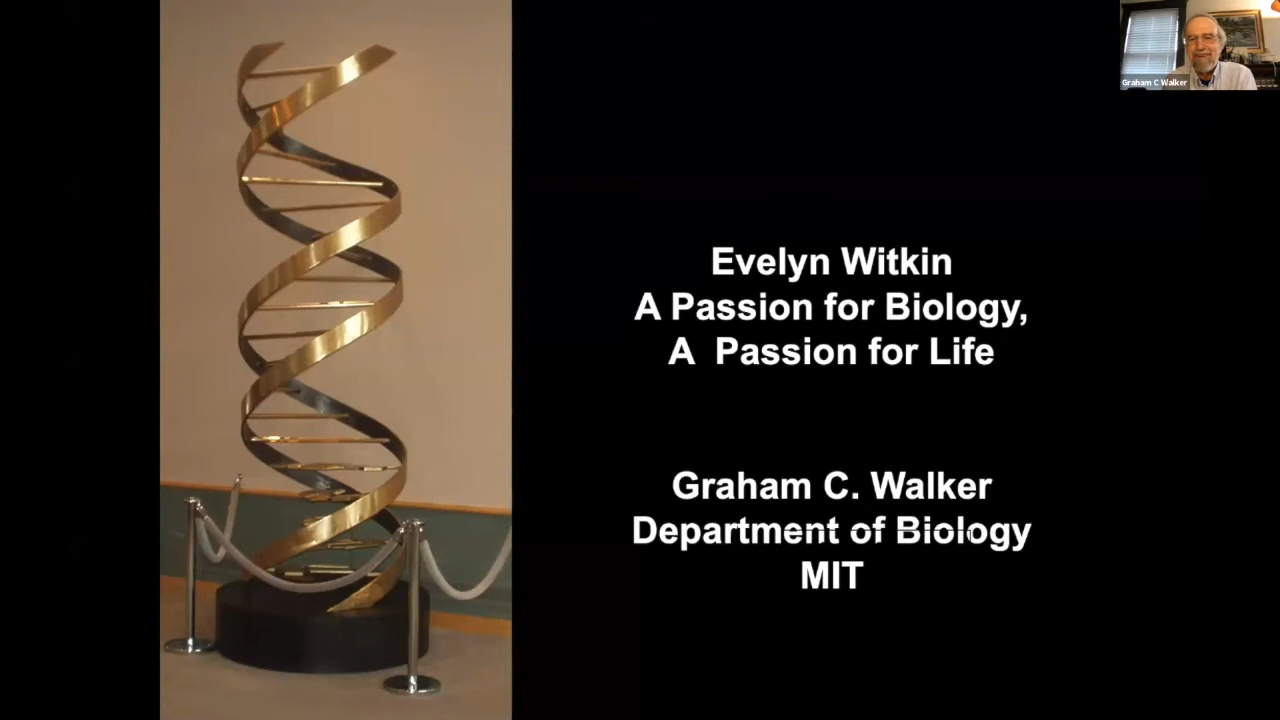 Graham C Walker
Evelyn Witkin
A Passion for Biology,
A  Passion for Life
Graham C. Walker
Department of Biology
MIT